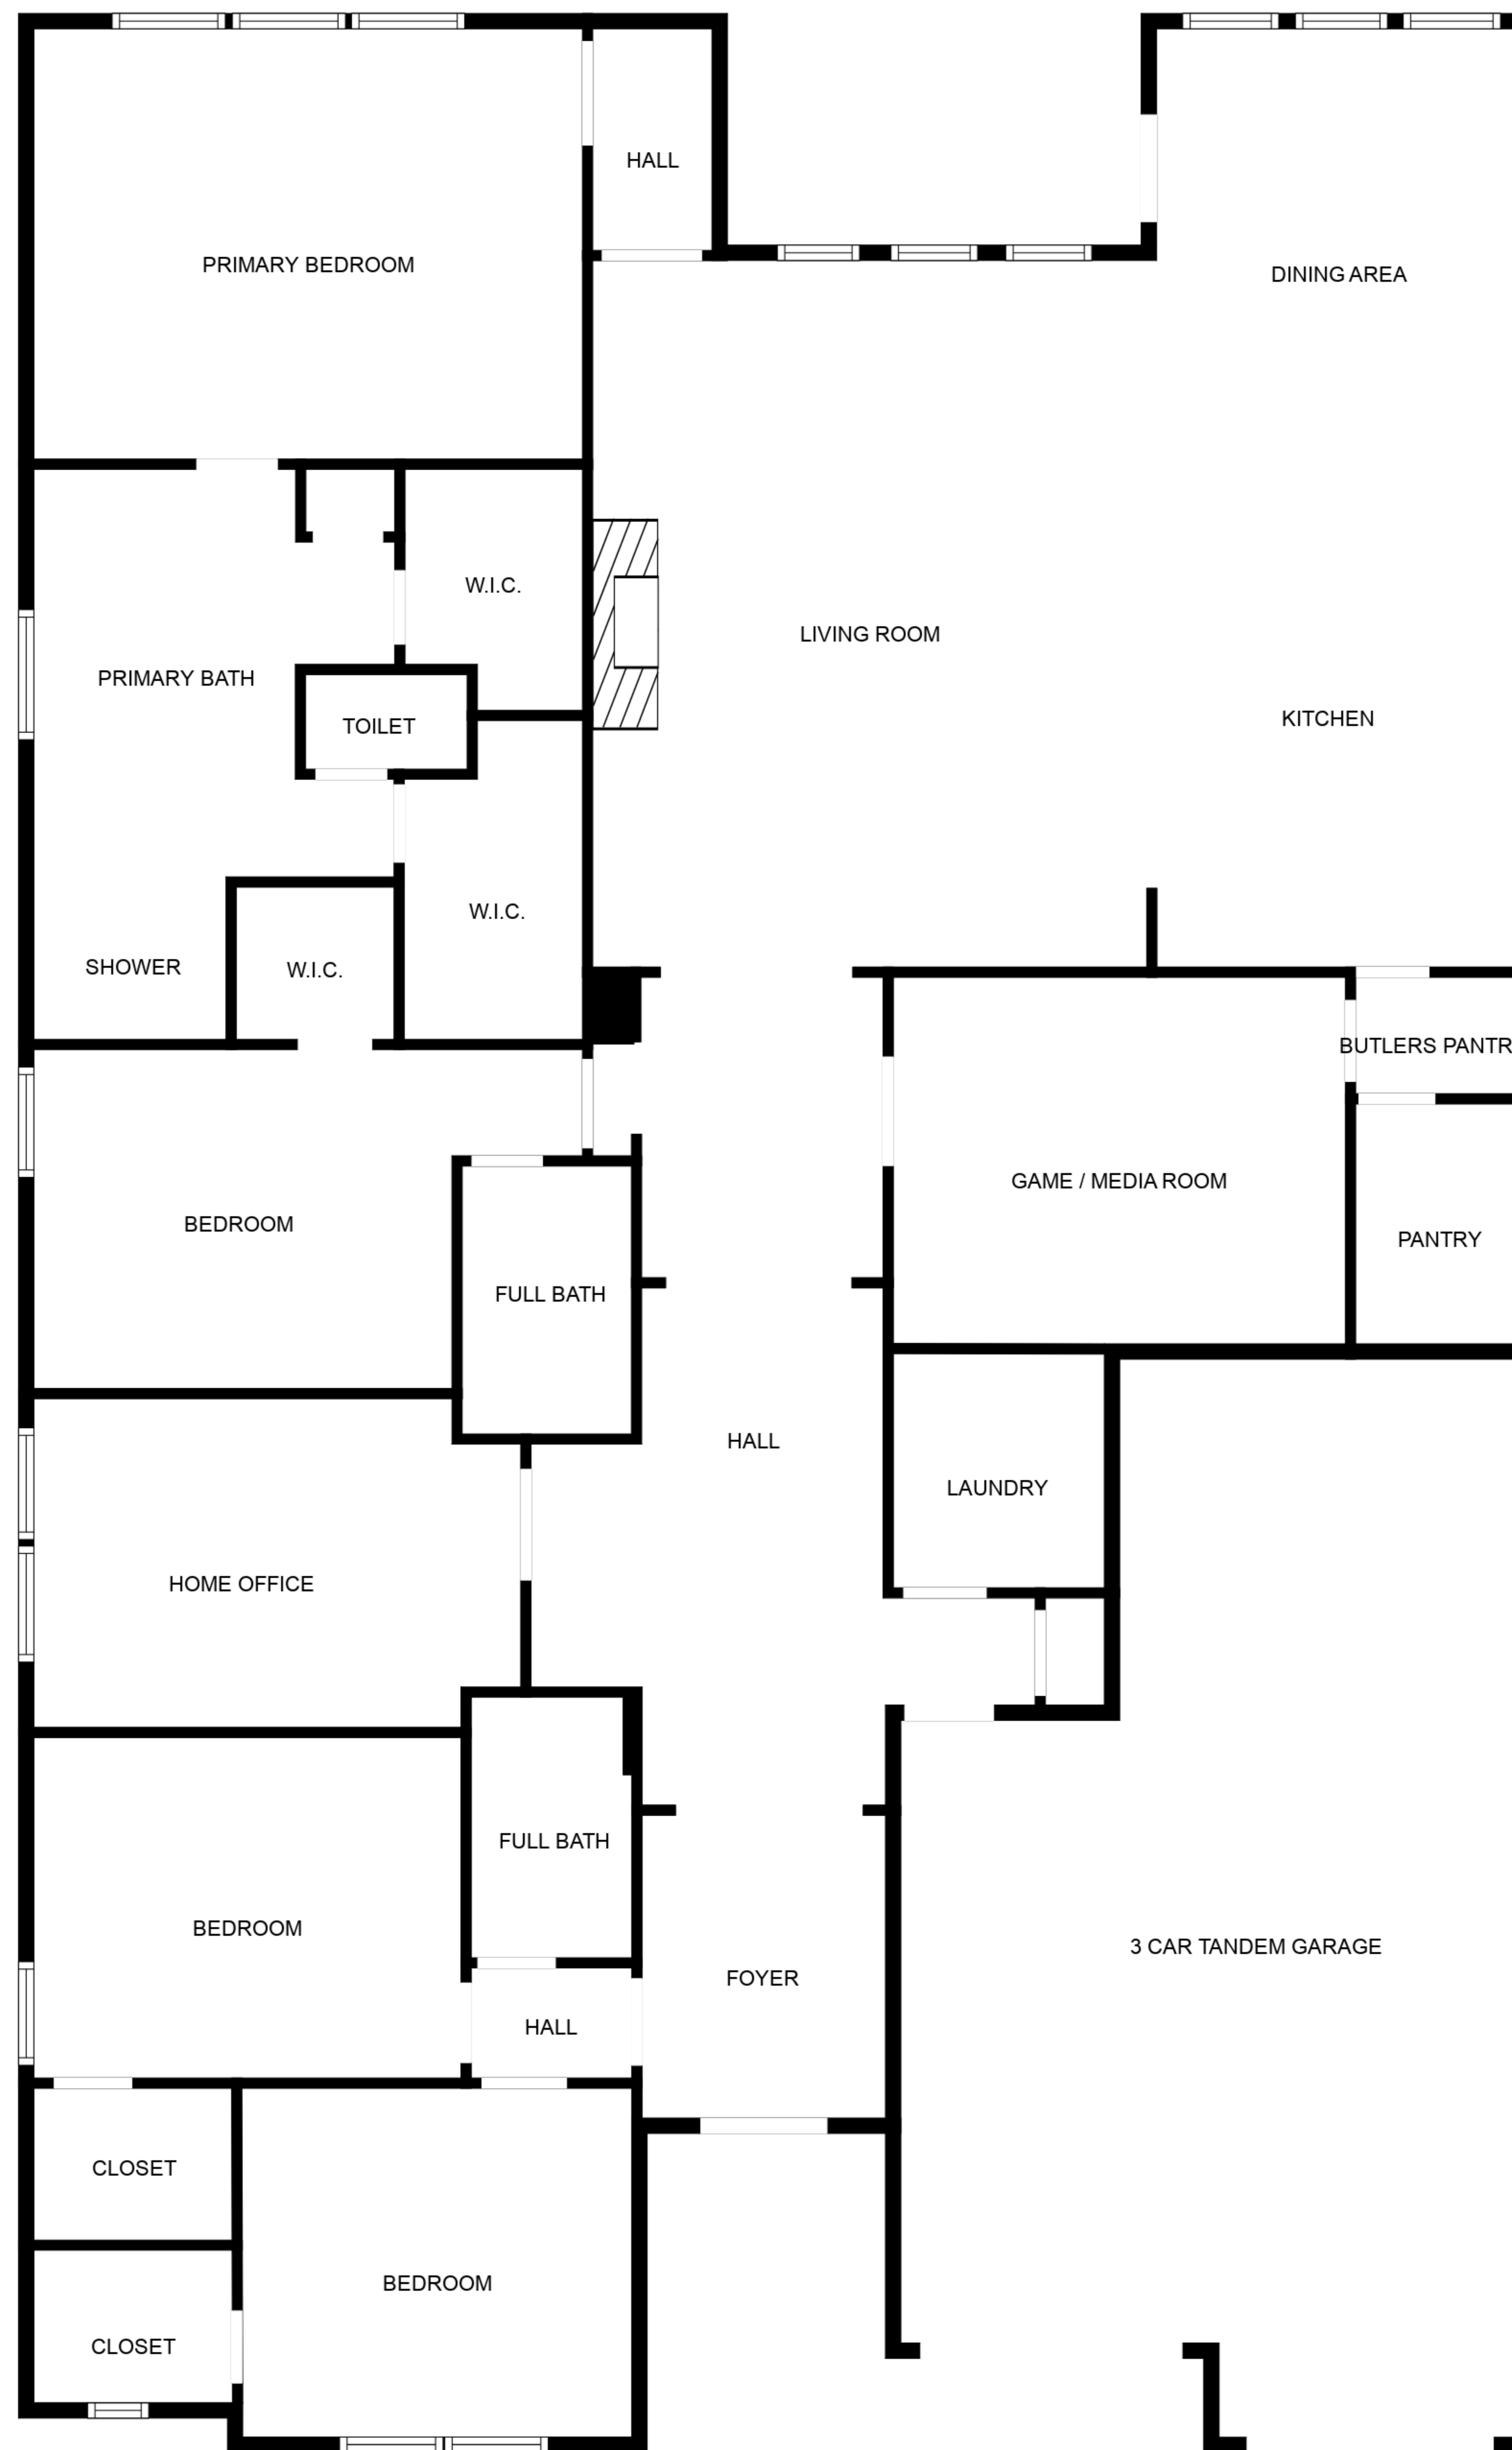 HALL
PRIMARY BEDROOM
DINING AREA
W.I.C.
LIVING ROOM
PRIMARY BATH
KITCHEN
TOILET
W.I.C.
SHOWER
W.I.C.
BUTLERS PANTR
GAME / MEDIA ROOM
BEDROOM
PANTRY
FULL BATH
HALL
LAUNDRY
HOME OFFICE
FULL BATH
BEDROOM
3 CAR TANDEM GARAGE
FOYER
HALL
CLOSET
BEDROOM
CLOSET